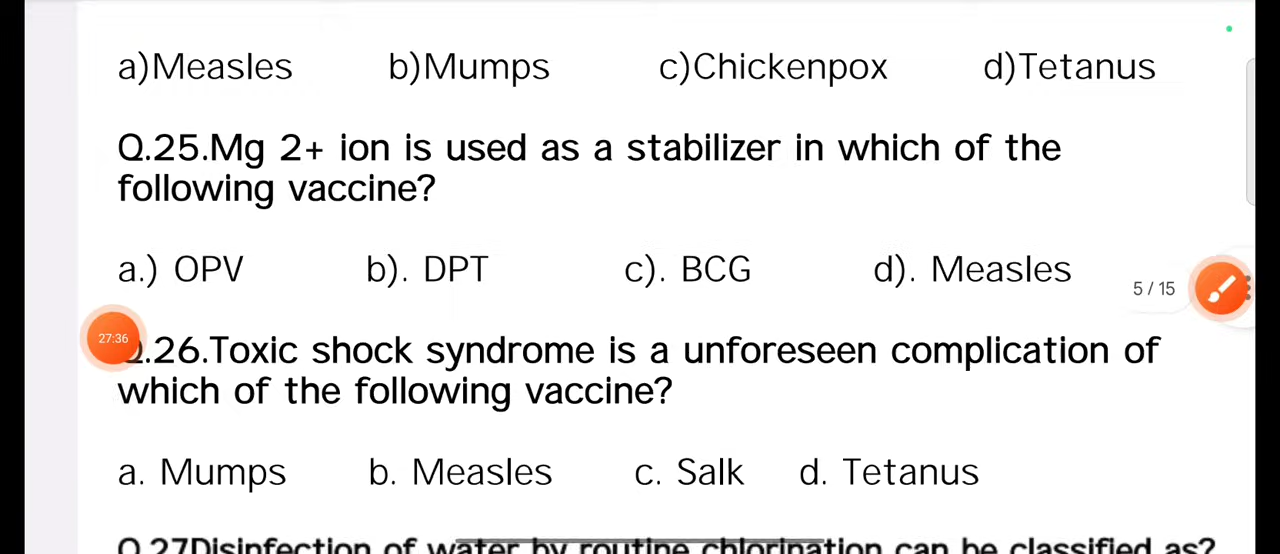 a)Measles b)Mumps c)Chickenpox d)Tetanus
Q.25.Mg 2+ ion is used as a stabilizer in which of the
following vaccine?
a.) OPV b). DPT c). BCG d). Measles
5 / 15
27:36
.26.Toxic shock syndrome is a unforeseen complication of
which of the following vaccine?
a. Mumps b. Measles c. Salk d. Tetanus
Q.27Disinfection of water by routine chlorination can be classified as?